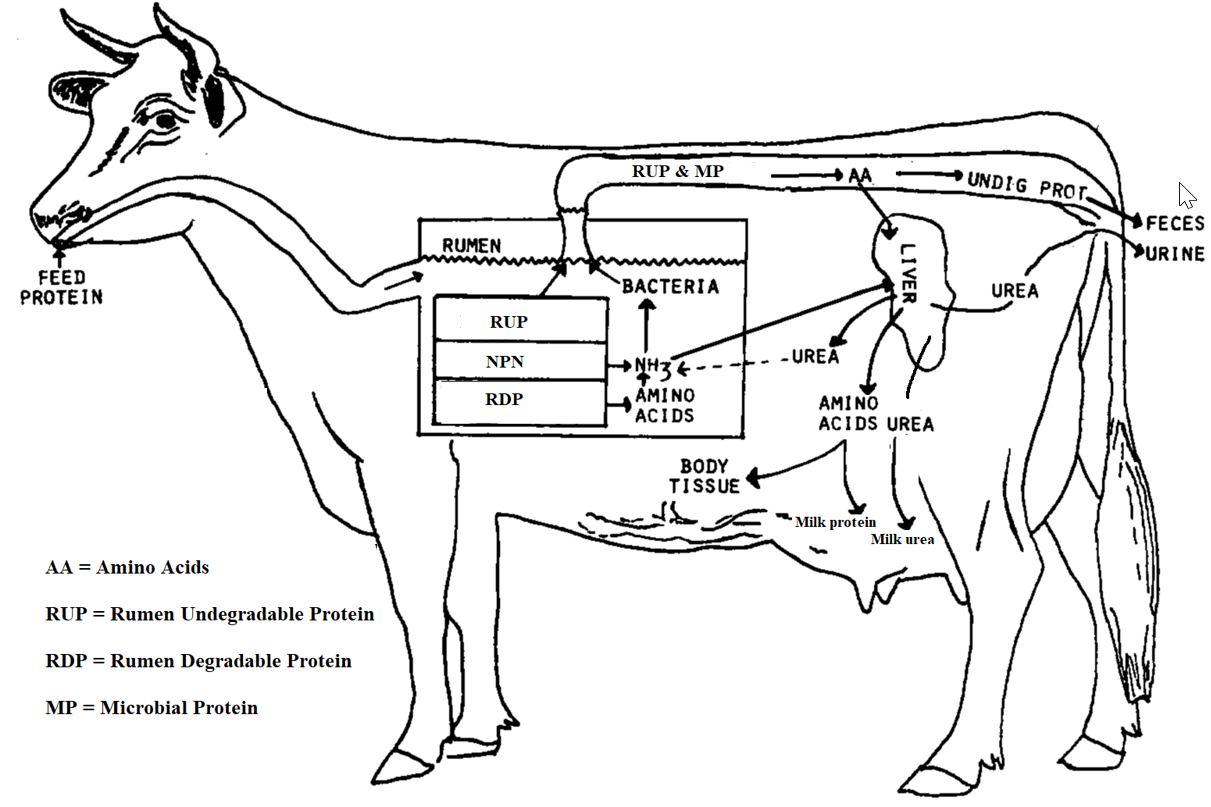 RUP & MP
AA
UNDIG PROT
FECES
URINE
RUMEN
LIVER
FEED
PROTEIN
BACTERIA
UREA
RUP
NPN
NH3
UREA
RDP
AMINO
ACIDS
AMINO
ACIDS
UREA
BODY
TISSUE
Milk protein
Milk urea
AA = Amino Acids
RUP = Rumen Undegradable Protein
RDP = Rumen Degradable Protein
MP = Microbial Protein